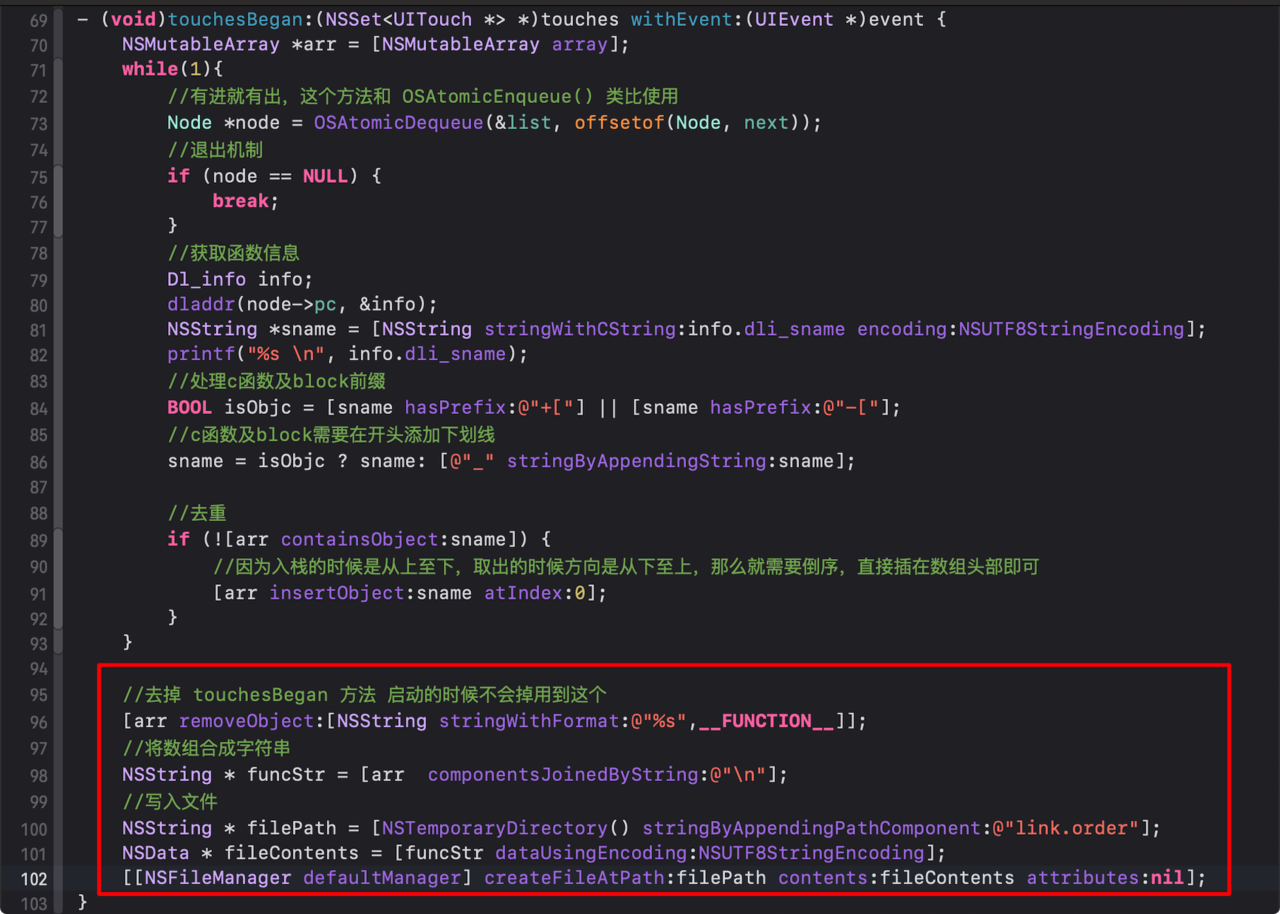 69 - (void)touchesBegan:(NSSet<UITouch *> *)touches withEvent:(UIEvent *)event {
70 NSMutableArray *arr = [NSMutableArray array];
71 while(1){
72 //有进就有出，这个方法和 OSAtomicEnqueue() 类比使用
73 Node *node = OSAtomicDequeue(&list, offsetof(Node, next));
74 //退出机制
75 if (node == NULL) {
76 break;
77 }
78 //获取函数信息
79 Dl_info info;
80 dladdr(node->pc, &info);
81 NSString *sname = [NSString stringWithCString:info.dli_sname encoding:NSUTF8StringEncoding];
82 printf("%s \n", info.dli_sname);
83 //处理c函数及block前缀
84 BOOL isObjc = [sname hasPrefix:@"+["] || [sname hasPrefix:@"-["];
85 //c函数及block需要在开头添加下划线
86 sname = isObjc ? sname: [@"_" stringByAppendingString:sname];
87
88 //去重
89 if (![arr containsObject:sname]) {
90 //因为入栈的时候是从上至下，取出的时候方向是从下至上，那么就需要倒序，直接插在数组头部即可
91 [arr insertObject:sname atIndex:0];
92 }
93 }
94
95 //去掉 touchesBegan 方法 启动的时候不会掉用到这个
96 [arr removeObject:[NSString stringWithFormat:@"%s",__FUNCTION__]];
97 //将数组合成字符串
98 NSString * funcStr = [arr  componentsJoinedByString:@"\n"];
99 //写入文件
100 NSString * filePath = [NSTemporaryDirectory() stringByAppendingPathComponent:@"link.order"];
101 NSData * fileContents = [funcStr dataUsingEncoding:NSUTF8StringEncoding];
102 [[NSFileManager defaultManager] createFileAtPath:filePath contents:fileContents attributes:nil];
103 }